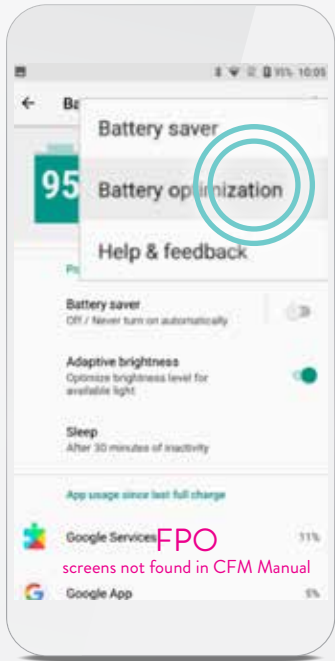 95% 10:05
Ba
Battery saver
95
Battery optimization
Help & feedback
Battery saver
Off / Never turn on automatically
Adaptive brightness
Optimize brightness level for
available light
Sleep
After 30 minutes of inactivity
App usage since last full charge
Google Services 11%
FPO
screens not found in CFM Manual
Google App 5%